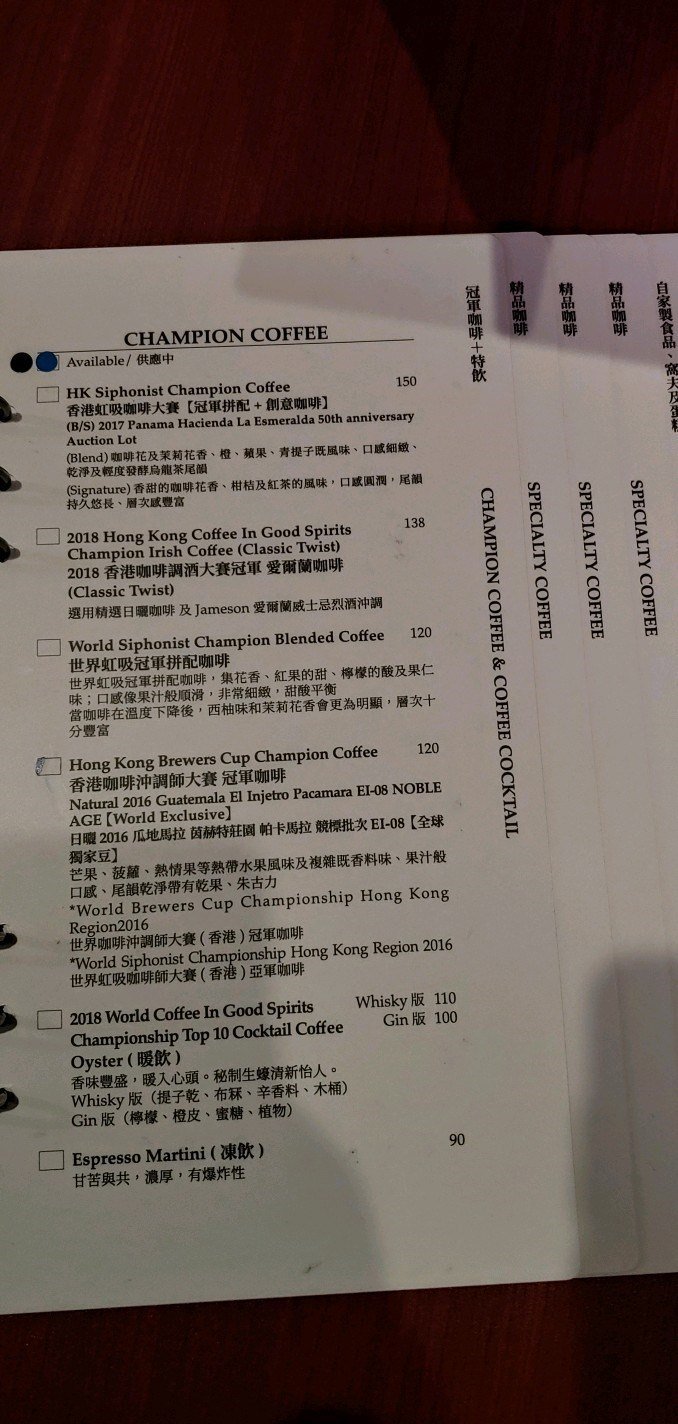 CHAMPION COFFEE
Available/ 供應中
HK Siphonist Champion Coffee 150
香港虹吸咖啡大賽【冠軍拼配 + 創意咖啡】
(B/S) 2017 Panama Hacienda La Esmeralda 50th anniversary
Auction Lot
(Blend) 咖啡花及茉莉花香、橙、蘋果、青提子既風味、口感細緻、
乾淨及輕度發酵烏龍茶尾韻
(Signature) 香甜的咖啡花香、柑桔及紅茶的風味，口感圓潤，尾韻
持久悠長、層次感豐富
2018 Hong Kong Coffee In Good Spirits 138
Champion Irish Coffee (Classic Twist)
2018 香港咖啡調酒大賽冠軍 愛爾蘭咖啡
(Classic Twist)
選用精選日曬咖啡 及 Jameson 愛爾蘭威士忌烈酒沖調
World Siphonist Champion Blended Coffee 120
世界虹吸冠軍拼配咖啡
世界虹吸冠軍拼配咖啡，集花香、紅果的甜、檸檬的酸及果仁
味；口感像果汁般順滑，非常細緻，甜酸平衡
當咖啡在溫度下降後，西柚味和茉莉花香會更為明顯，層次十
分豐富
Hong Kong Brewers Cup Champion Coffee 120
香港咖啡沖調師大賽 冠軍咖啡
Natural 2016 Guatemala El Injetro Pacamara EI-08 NOBLE
AGE【World Exclusive】
日曬 2016 瓜地馬拉 茵赫特莊園 帕卡馬拉 競標批次 EI-08【全球
獨家豆】
芒果、菠蘿、熱情果等熱帶水果風味及複雜既香料味、果汁般
口感、尾韻乾淨帶有乾果、朱古力
*World Brewers Cup Championship Hong Kong
Region2016
世界咖啡沖調師大賽 ( 香港 ) 冠軍咖啡
*World Siphonist Championship Hong Kong Region 2016
世界虹吸咖啡師大賽 ( 香港 ) 亞軍咖啡
2018 World Coffee In Good Spirits Whisky 版 110
Championship Top 10 Cocktail Coffee Gin 版 100
Oyster ( 暖飲 )
香味豐盛，暖入心頭。秘制生蠔清新怡人。
Whisky 版（提子乾、布冧、辛香料、木桶）
Gin 版（檸檬、橙皮、蜜糖、植物）
Espresso Martini ( 凍飲 ) 90
甘苦與共，濃厚，有爆炸性
冠軍咖啡＋特飲
CHAMPION COFFEE & COFFEE COCKTAIL
精品咖啡
SPECIALTY COFFEE
精品咖啡
SPECIALTY COFFEE
精品咖啡
SPECIALTY COFFEE
自家製食品、窩夫及蛋糕